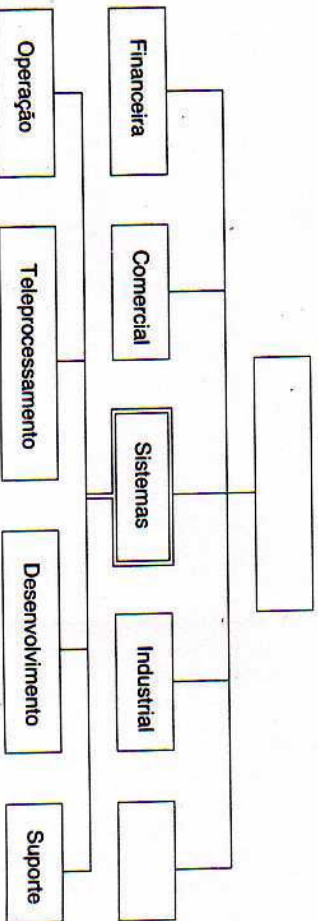 Financeira
Comercial
Sistemas
Industrial
Operação
Teleprocessamento
Desenvolvimento
Suporte